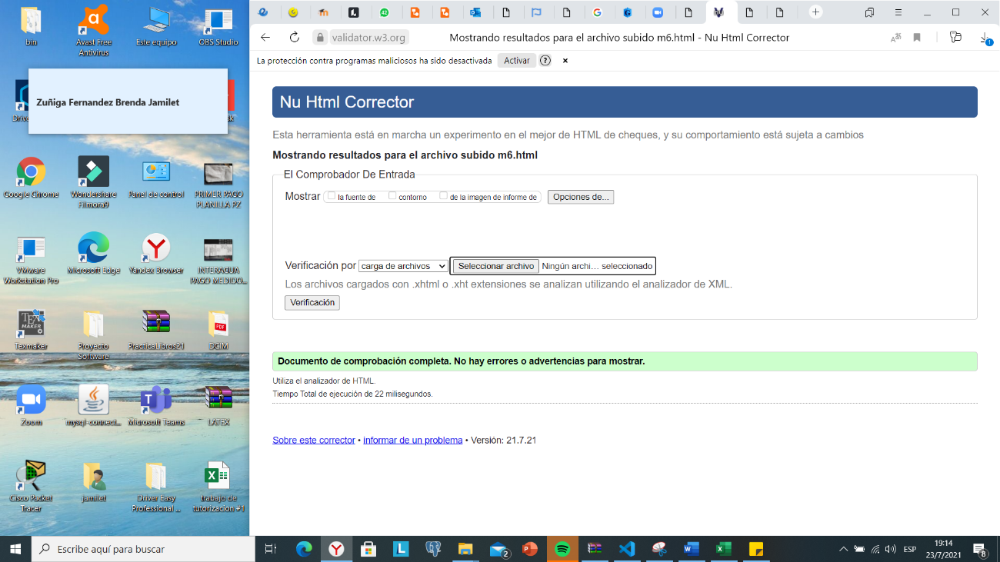 bin
Avast Free
Antivirus
Este equipo
OBS Studio
Zuñiga Fernandez Brenda Jamilet
Google Chrome
Wondershare
Filmora9
Panel de control
PRIMER PAGO
PLANILLA PZ
VMware
Workstation Pro
Microsoft Edge
Yandex Browser
INTERAGUA
PAGO MEDIDO...
Texmaker
Proyecto
Software
PracticaLibros21
DCIM
Zoom
mysql-connect...
Microsoft Teams
LATEX
Cisco Packet
Tracer
jamilet
Driver Easy
Professional ...
trabajo de
tutorizacion #1
validator.w3.org
Mostrando resultados para el archivo subido m6.html - Nu Html Corrector
La protección contra programas maliciosos ha sido desactivada
Activar
Nu Html Corrector
Esta herramienta está en marcha un experimento en el mejor de HTML de cheques, y su comportamiento está sujeta a cambios
Mostrando resultados para el archivo subido m6.html
El Comprobador De Entrada
Mostrar la fuente de contorno de la imagen de informe de Opciones de...
Verificación por carga de archivos Seleccionar archivo Ningún archi... seleccionado
Los archivos cargados con .xhtml o .xht extensiones se analizan utilizando el analizador de XML.
Verificación
Documento de comprobación completa. No hay errores o advertencias para mostrar.
Utiliza el analizador de HTML.
Tiempo Total de ejecución de 22 milisegundos.
Sobre este corrector • informar de un problema • Versión: 21.7.21
Escribe aquí para buscar
ESP
19:14
23/7/2021
8